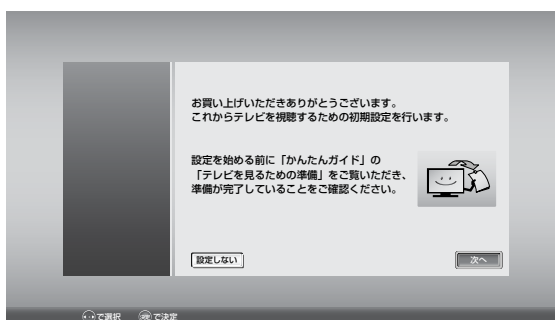 お買い上げいただきありがとうございます。
これからテレビを視聴するための初期設定を行います。
設定を始める前に「かんたんガイド」の
「テレビを見るための準備」をご覧いただき、
準備が完了していることをご確認ください。
設定しない
次へ
で選択 決定 で決定